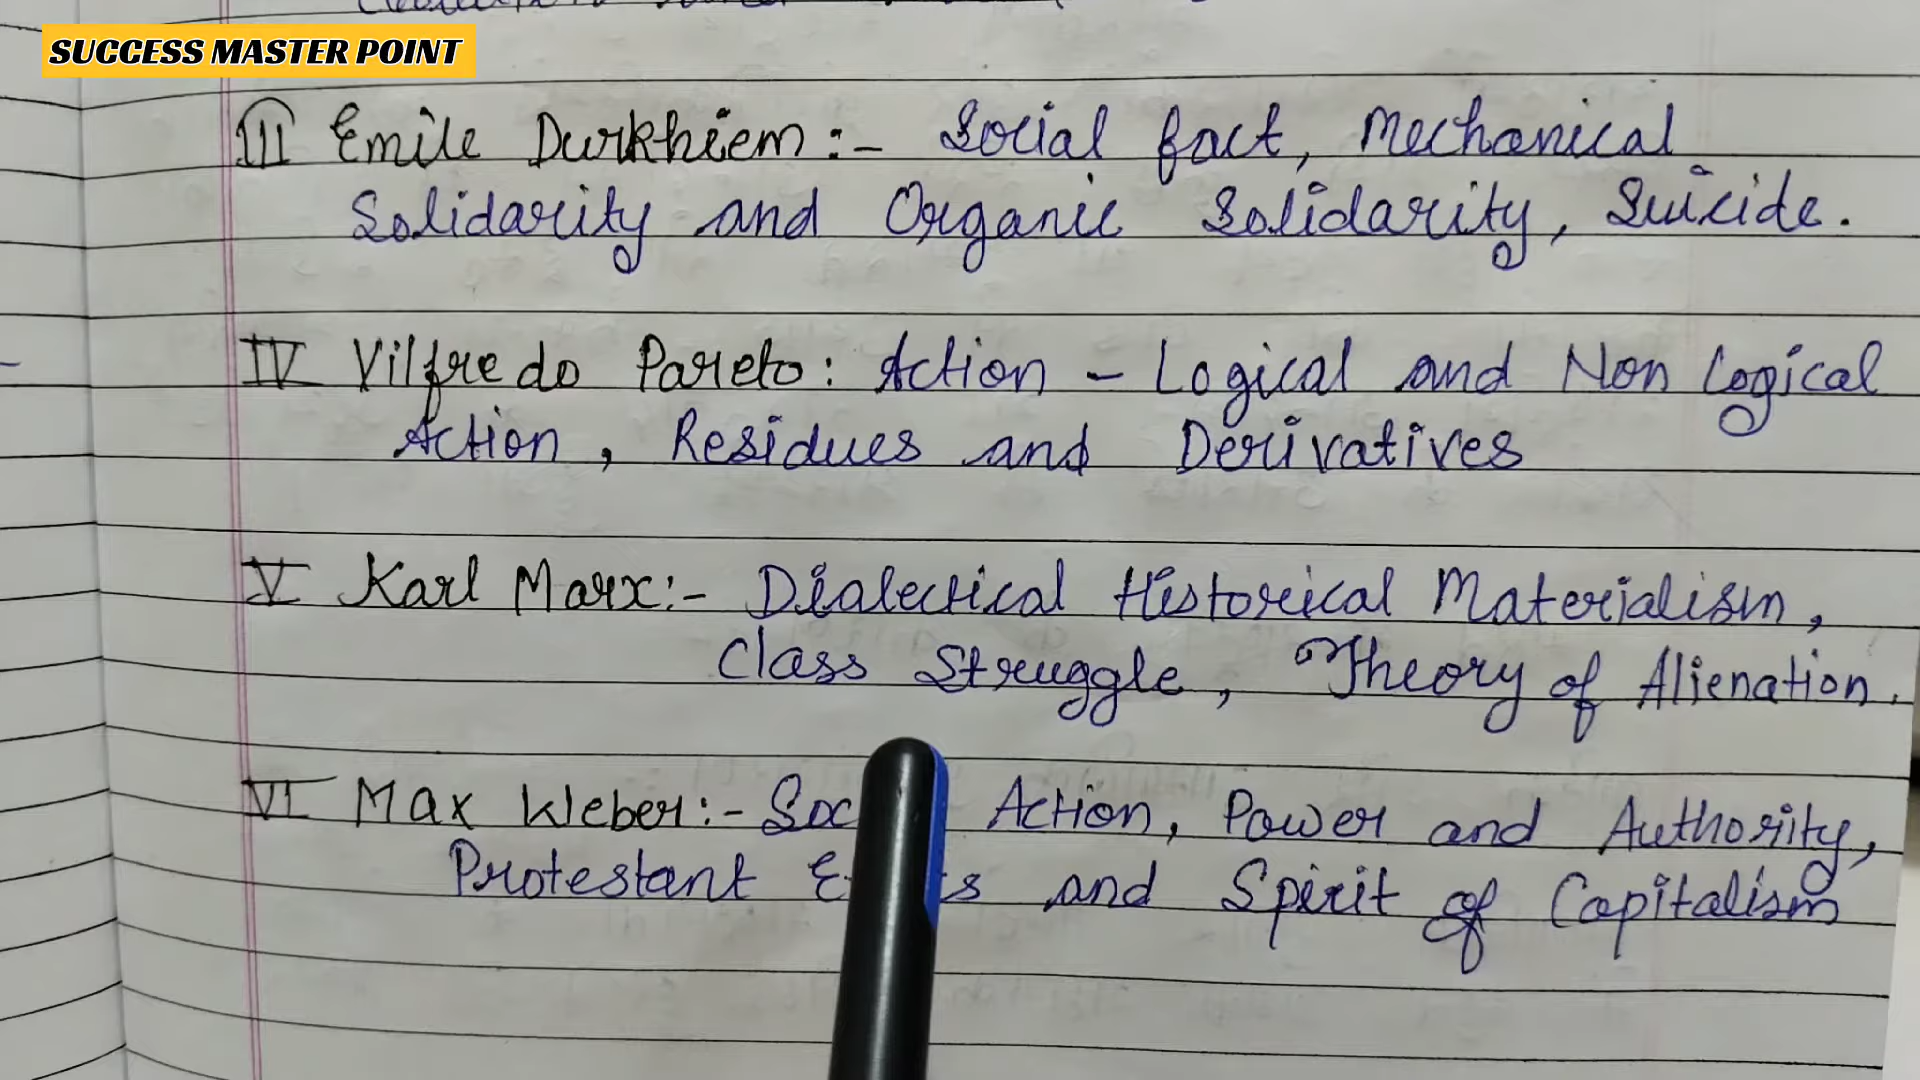 SUCCESS MASTER POINT
III Emile Durkhiem :- Social fact, Mechanical
Solidarity and Organic Solidarity, Suicide.
IV Vilfredo Pareto : Action - Logical and Non Logical
Action, Residues and Derivatives
V Karl Marx :- Dialectical Historical Materialism,
Class Struggle, Theory of Alienation.
VI Max Weber :- Action, Power and Authority,
Protestant and Spirit of Capitalism